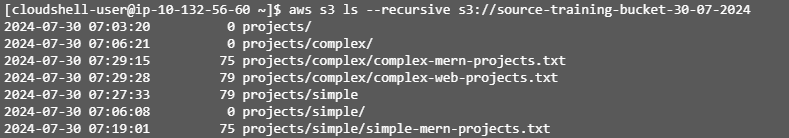 [cloudshell-user@ip-10-132-56-60 ~]$ aws s3 ls --recursive s3://source-training-bucket-30-07-2024
2024-07-30 07:03:20          0 projects/
2024-07-30 07:06:21          0 projects/complex/
2024-07-30 07:29:15         75 projects/complex/complex-mern-projects.txt
2024-07-30 07:29:28         79 projects/complex/complex-web-projects.txt
2024-07-30 07:27:33         79 projects/simple
2024-07-30 07:06:08          0 projects/simple/
2024-07-30 07:19:01         75 projects/simple/simple-mern-projects.txt